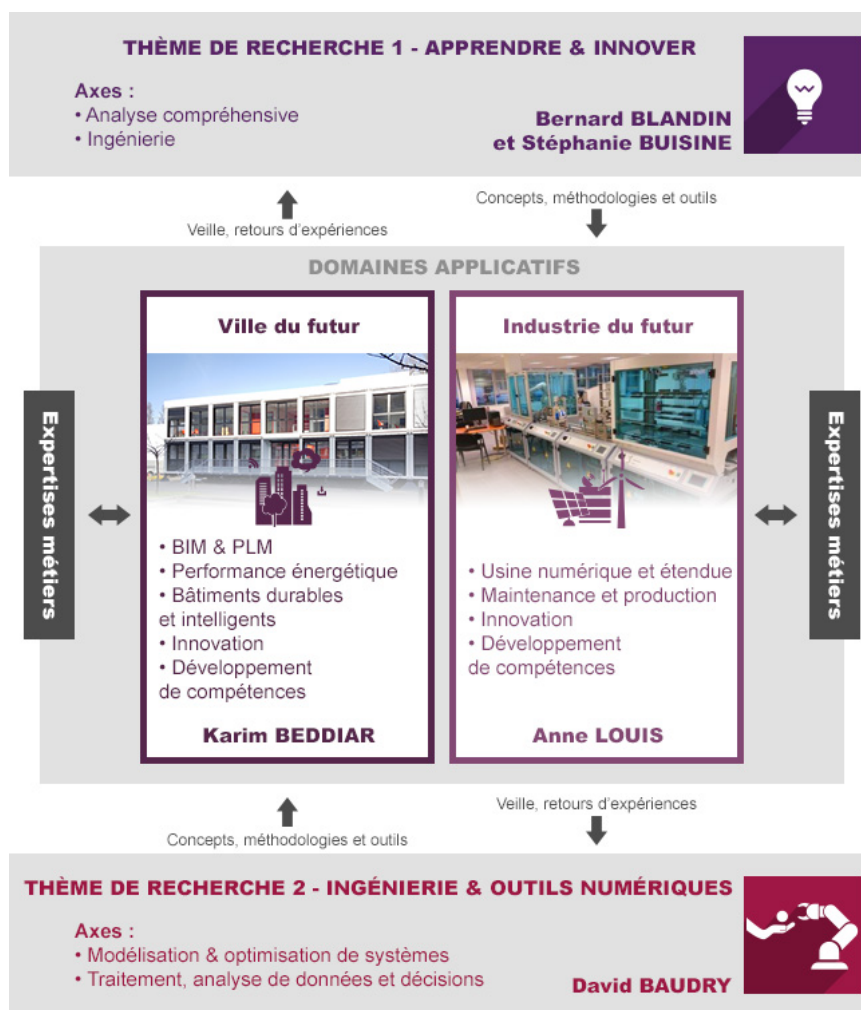 THÈME DE RECHERCHE 1 - APPRENDRE & INNOVER
Axes :
• Analyse compréhensive
• Ingénierie
Bernard BLANDIN
et Stéphanie BUISINE
Concepts, méthodologies et outils
Veille, retours d'expériences
DOMAINES APPLICATIFS
Expertises métiers
Ville du futur
• BIM & PLM
• Performance énergétique
• Bâtiments durables
et intelligents
• Innovation
• Développement
de compétences
Karim BEDDIAR
Industrie du futur
• Usine numérique et étendue
• Maintenance et production
• Innovation
• Développement
de compétences
Anne LOUIS
Expertises métiers
Veille, retours d'expériences
Concepts, méthodologies et outils
THÈME DE RECHERCHE 2 - INGÉNIERIE & OUTILS NUMÉRIQUES
Axes :
• Modélisation & optimisation de systèmes
• Traitement, analyse de données et décisions
David BAUDRY